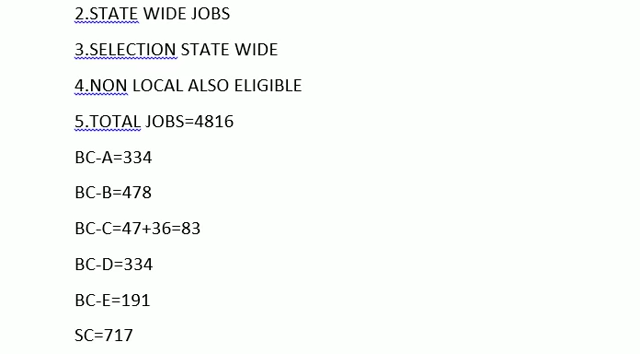 2.STATE WIDE JOBS
3.SELECTION STATE WIDE
4.NON LOCAL ALSO ELIGIBLE
5.TOTAL JOBS=4816
BC-A=334
BC-B=478
BC-C=47+36=83
BC-D=334
BC-E=191
SC=717